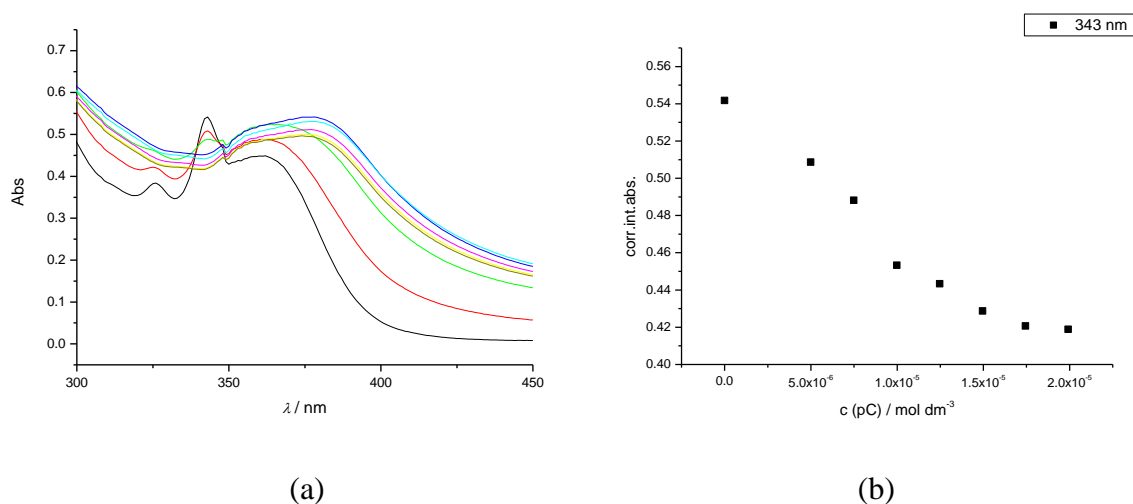 0.7
0.6
0.5
0.4
0.3
0.2
0.1
0.0
Abs
300 350 400 450
λ / nm
(a)
343 nm
0.56
0.54
0.52
0.50
0.48
0.46
0.44
0.42
0.40
corr.int.abs.
0.0 5.0x10⁻⁶ 1.0x10⁻⁵ 1.5x10⁻⁵ 2.0x10⁻⁵
c (pC) / mol dm⁻³
(b)